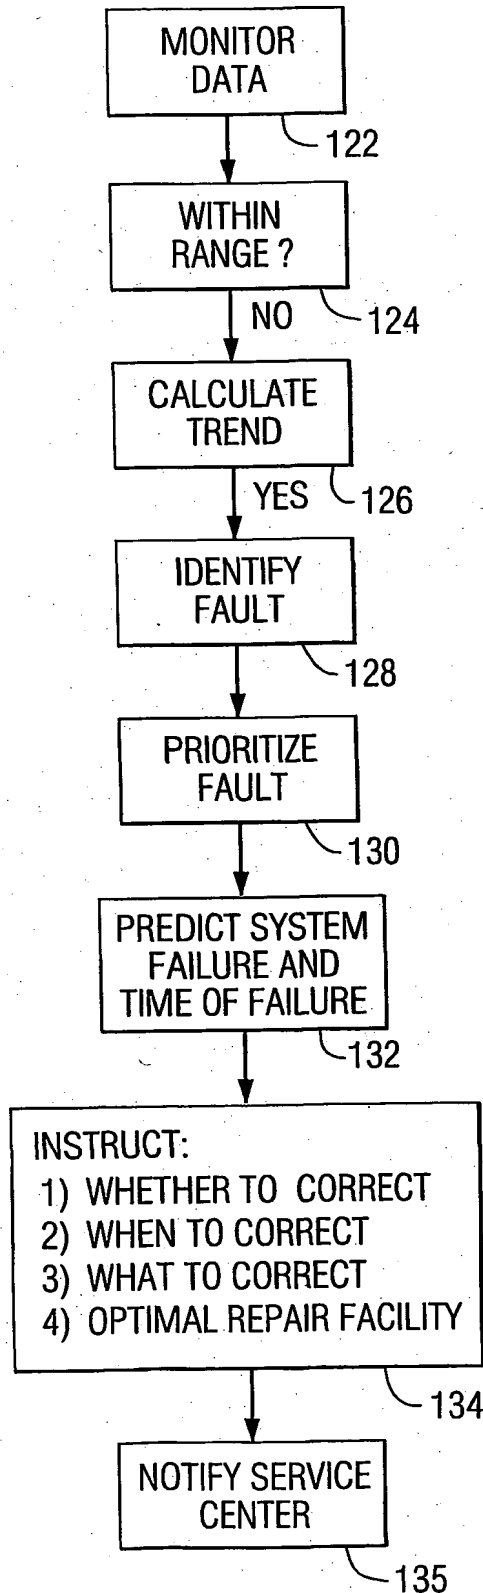 MONITOR
DATA
122
WITHIN
RANGE ?
NO
124
CALCULATE
TREND
YES
126
IDENTIFY
FAULT
128
PRIORITIZE
FAULT
130
PREDICT SYSTEM
FAILURE AND
TIME OF FAILURE
132
INSTRUCT:
1) WHETHER TO CORRECT
2) WHEN TO CORRECT
3) WHAT TO CORRECT
4) OPTIMAL REPAIR FACILITY
134
NOTIFY SERVICE
CENTER
135